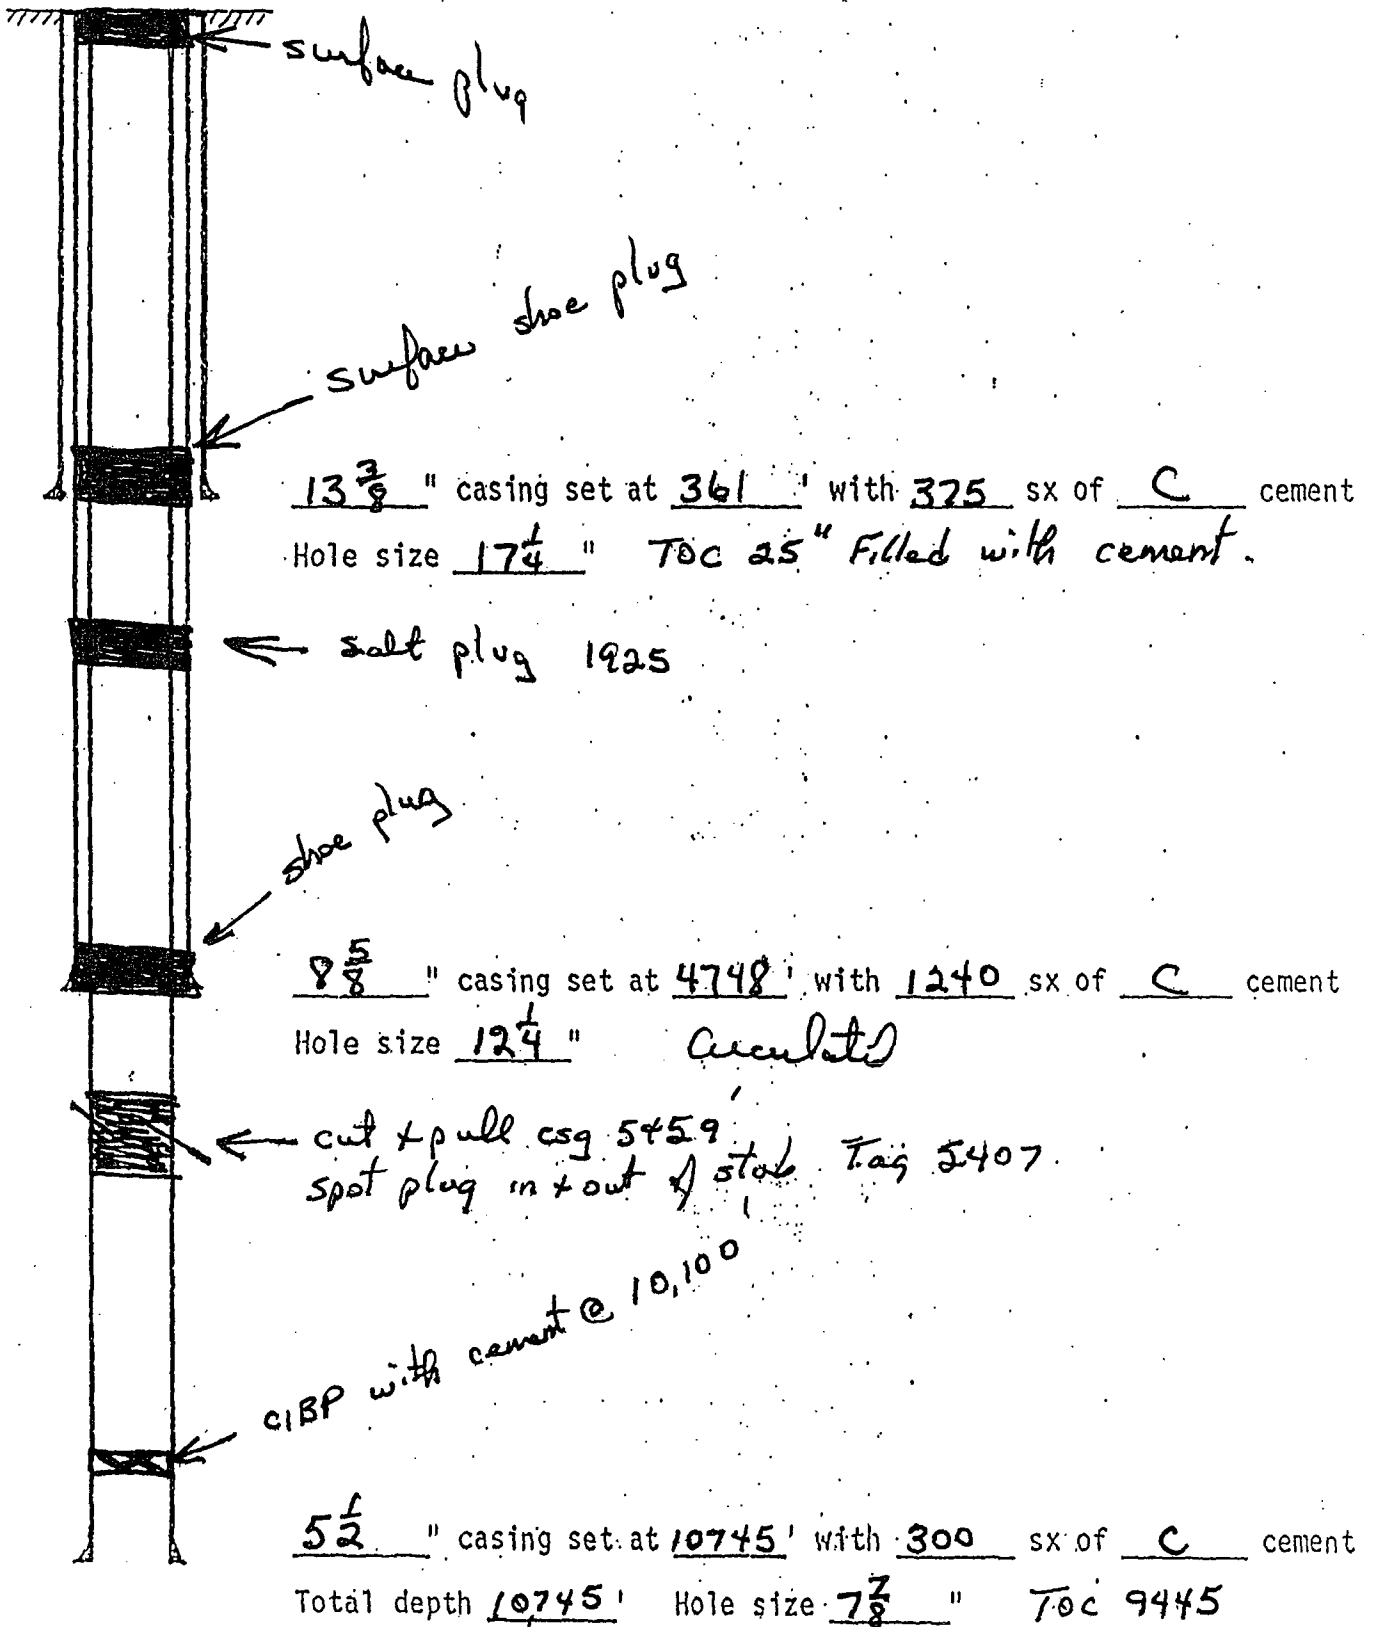 surface plug
surface shoe plug
13 3/8 " casing set at 361 ' with 375 sx of C cement
Hole size 17 1/4 " TOC 25" Filled with cement.
salt plug 1925
shoe plug
8 5/8 " casing set at 4748 ' with 1240 sx of C cement
Hole size 12 1/4 " Circulated
cut + pull csg 5459'
spot plug in + out of stob. Tag 5407.
CIBP with cement @ 10,100'
5 1/2 " casing set at 10745 ' with 300 sx of C cement
Total depth 10,745 ' Hole size 7 7/8 " TOC 9445